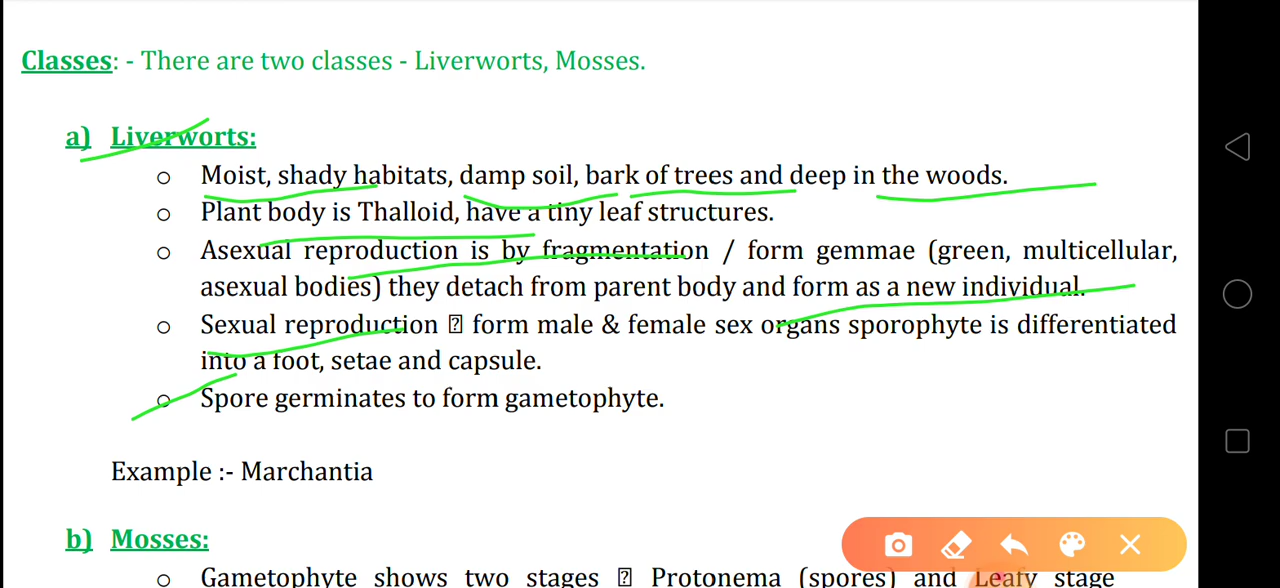 Classes: - There are two classes - Liverworts, Mosses.
a) Liverworts:
o Moist, shady habitats, damp soil, bark of trees and deep in the woods.
o Plant body is Thalloid, have a tiny leaf structures.
o Asexual reproduction is by fragmentation / form gemmae (green, multicellular,
asexual bodies) they detach from parent body and form as a new individual.
o Sexual reproduction ⍰ form male & female sex organs sporophyte is differentiated
into a foot, setae and capsule.
o Spore germinates to form gametophyte.
Example :- Marchantia
b) Mosses:
o Gametophyte shows two stages ⍰ Protonema (spores) and Leafy stage